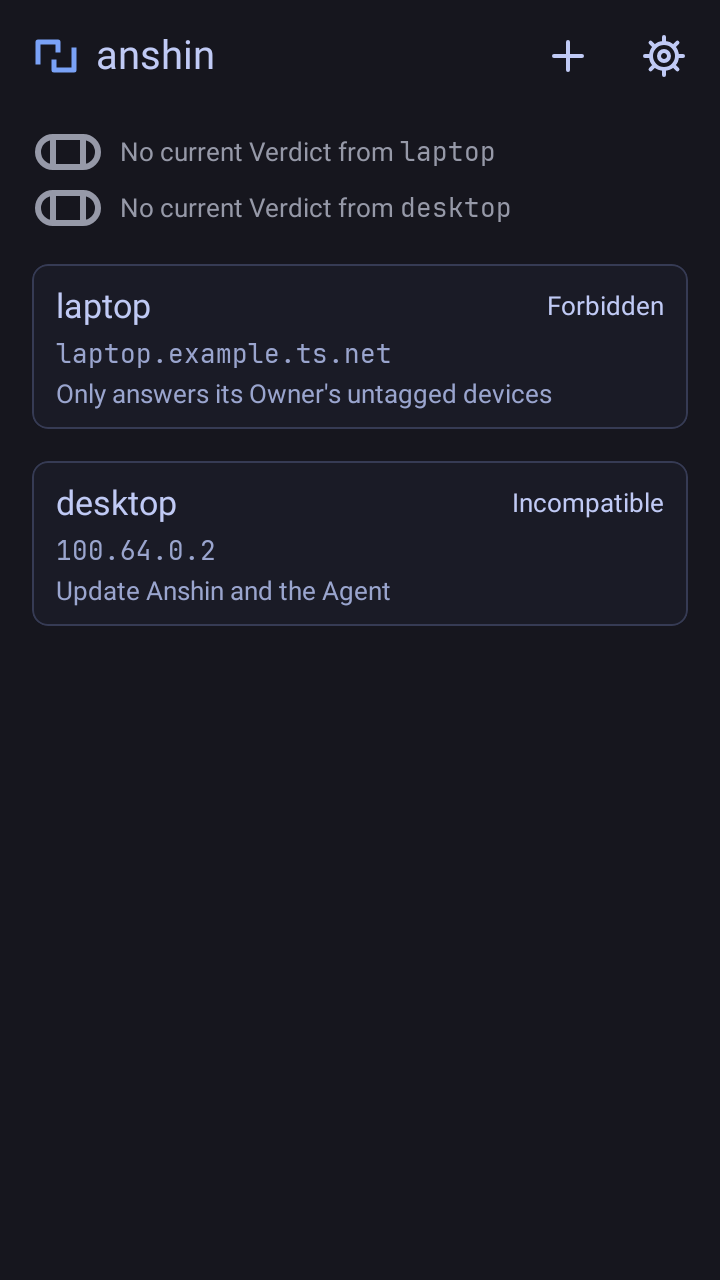 anshin
No current Verdict from laptop
No current Verdict from desktop
laptop
Forbidden
laptop.example.ts.net
Only answers its Owner's untagged devices
desktop
Incompatible
100.64.0.2
Update Anshin and the Agent